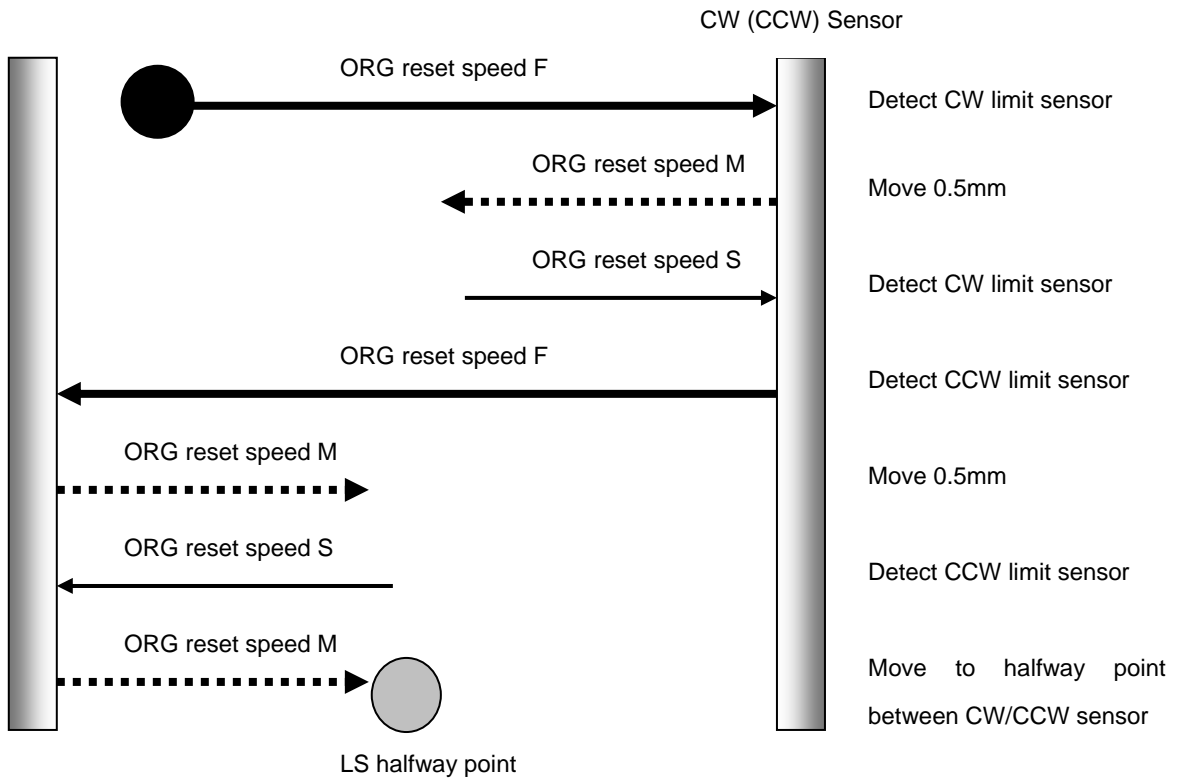 CW (CCW) Sensor
ORG reset speed F
Detect CW limit sensor
ORG reset speed M
Move 0.5mm
ORG reset speed S
Detect CW limit sensor
ORG reset speed F
Detect CCW limit sensor
ORG reset speed M
Move 0.5mm
ORG reset speed S
Detect CCW limit sensor
ORG reset speed M
Move to halfway point
between CW/CCW sensor
LS halfway point